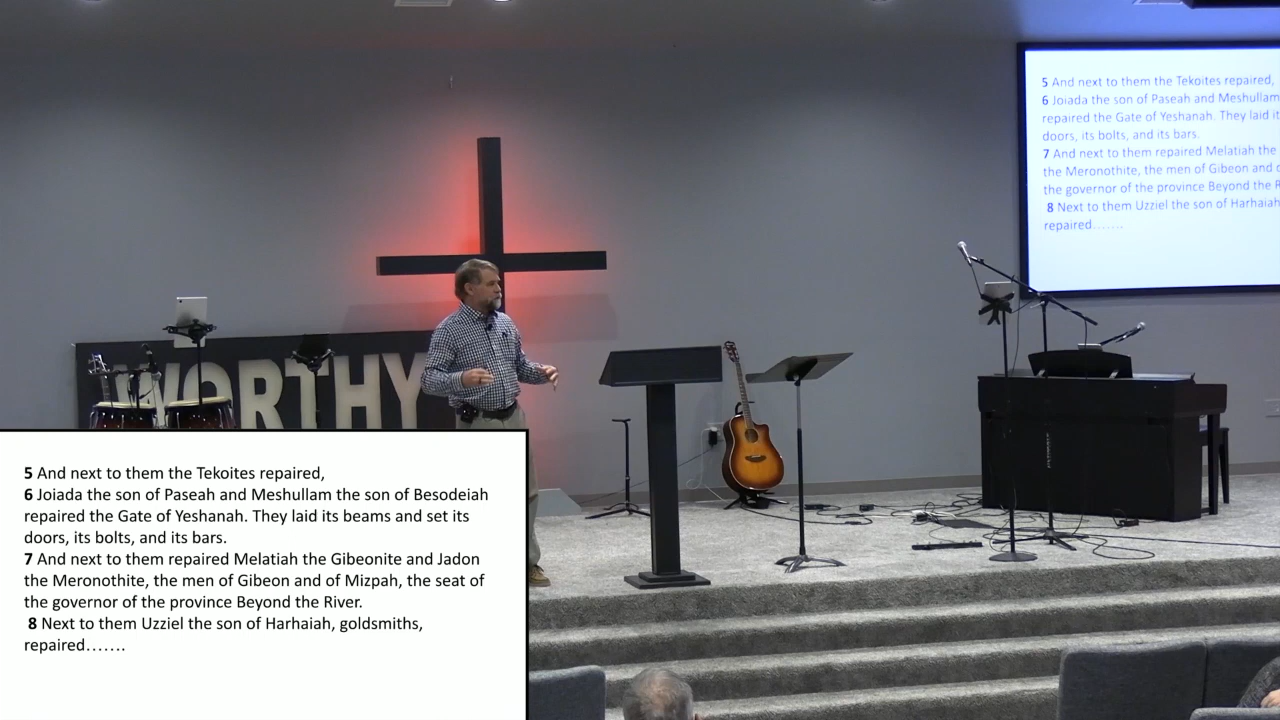 5 And next to them the Tekoites repaired,
6 Joiada the son of Paseah and Meshullam
repaired the Gate of Yeshanah. They laid it
doors, its bolts, and its bars.
7 And next to them repaired Melatiah the
the Meronothite, the men of Gibeon and
the governor of the province Beyond the R
8 Next to them Uzziel the son of Harhaiah
repaired.......
WORTHY
5 And next to them the Tekoites repaired,
6 Joiada the son of Paseah and Meshullam the son of Besodeiah
repaired the Gate of Yeshanah. They laid its beams and set its
doors, its bolts, and its bars.
7 And next to them repaired Melatiah the Gibeonite and Jadon
the Meronothite, the men of Gibeon and of Mizpah, the seat of
the governor of the province Beyond the River.
8 Next to them Uzziel the son of Harhaiah, goldsmiths,
repaired.......